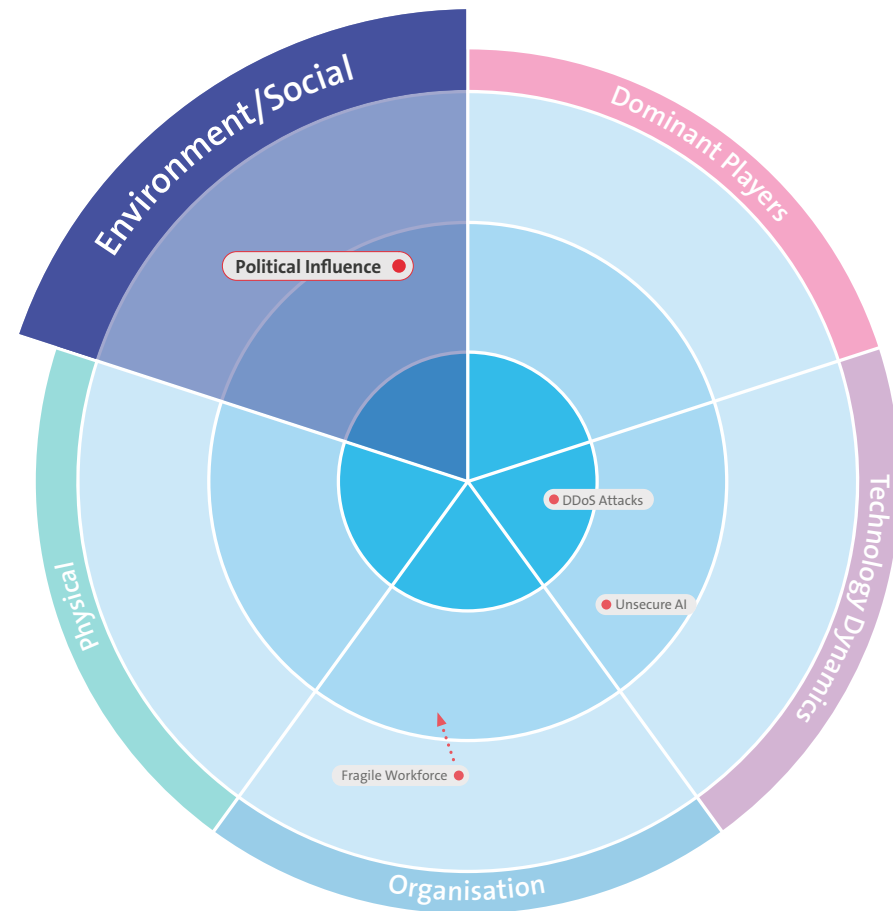 Environment/Social
Dominant Players
Political Influence
Technology Dynamics
DDoS Attacks
Unsecure AI
Physical
Fragile Workforce
Organisation